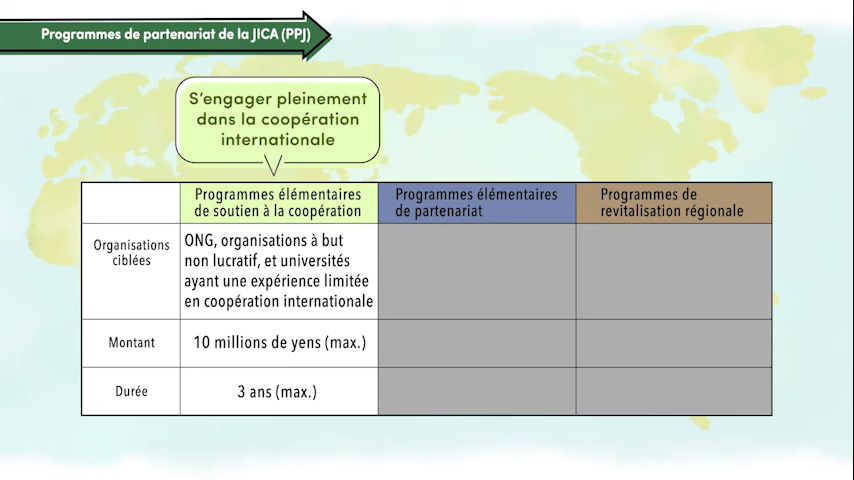 Programmes de partenariat de la JICA (PPJ)
S'engager pleinement
dans la coopération
internationale
Programmes élémentaires
de soutien à la coopération
Programmes élémentaires
de partenariat
Programmes de
revitalisation régionale
Organisations
ciblées
ONG, organisations à but
non lucratif, et universités
ayant une expérience limitée
en coopération internationale
Montant
10 millions de yens (max.)
Durée
3 ans (max.)